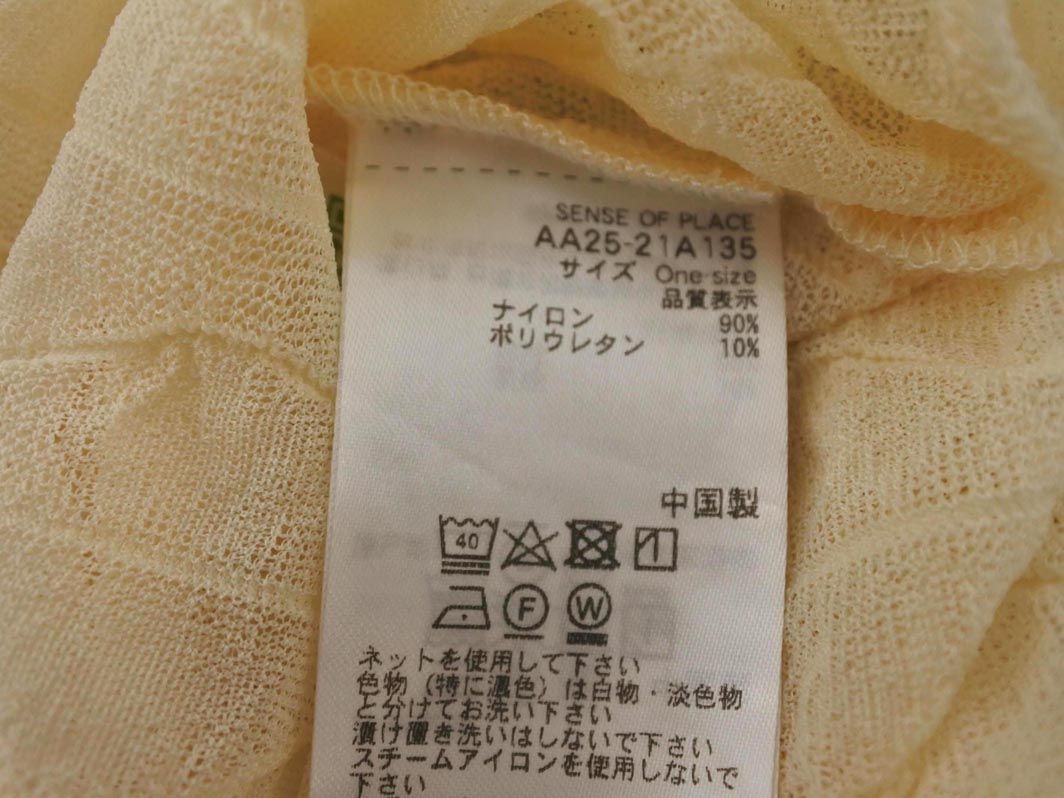 SENSE OF PLACE
AA25-21A135
サイズ One size
品質表示
ナイロン 90%
ポリウレタン 10%
中国製
40
F W
ネットを使用して下さい
色物（特に濃色）は白物・淡色物
と分けてお洗い下さい
漬け置き洗いはしないで下さい
スチームアイロンを使用しないで
下さい